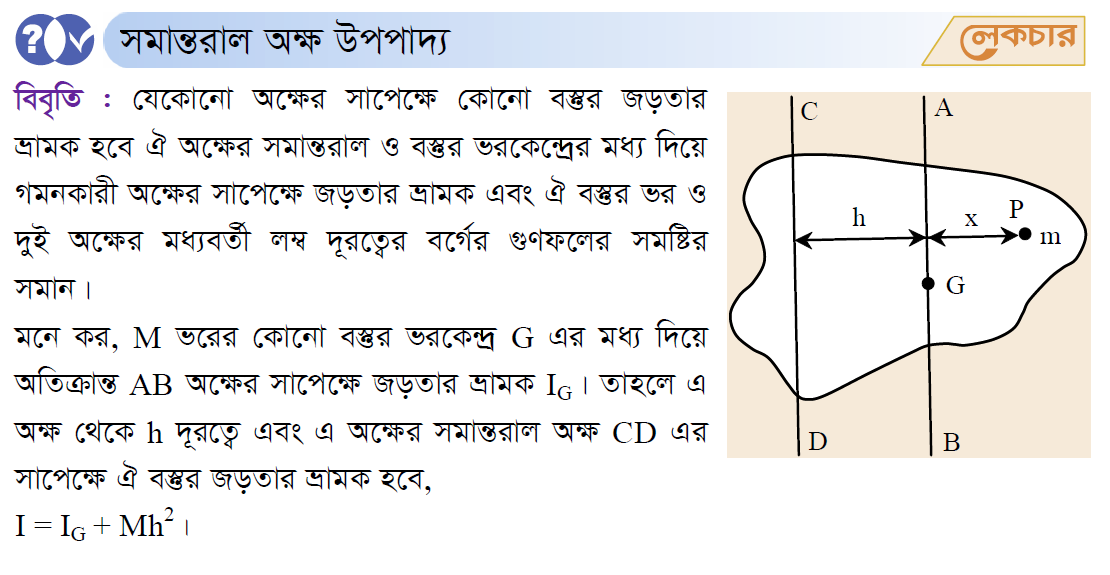 ?
সমান্তরাল অক্ষ উপপাদ্য
লেকচার
বিবৃতি : যেকোনো অক্ষের সাপেক্ষে কোনো বস্তুর জড়তার
ভ্রামক হবে ঐ অক্ষের সমান্তরাল ও বস্তুর ভরকেন্দ্রের মধ্য দিয়ে
গমনকারী অক্ষের সাপেক্ষে জড়তার ভ্রামক এবং ঐ বস্তুর ভর ও
দুই অক্ষের মধ্যবর্তী লম্ব দূরত্বের বর্গের গুণফলের সমষ্টির
সমান।
মনে কর, M ভরের কোনো বস্তুর ভরকেন্দ্র G এর মধ্য দিয়ে
অতিক্রান্ত AB অক্ষের সাপেক্ষে জড়তার ভ্রামক I_G। তাহলে এ
অক্ষ থেকে h দূরত্বে এবং এ অক্ষের সমান্তরাল অক্ষ CD এর
সাপেক্ষে ঐ বস্তুর জড়তার ভ্রামক হবে,
I = I_G + Mh²।
C A
h x P
m
G
D B